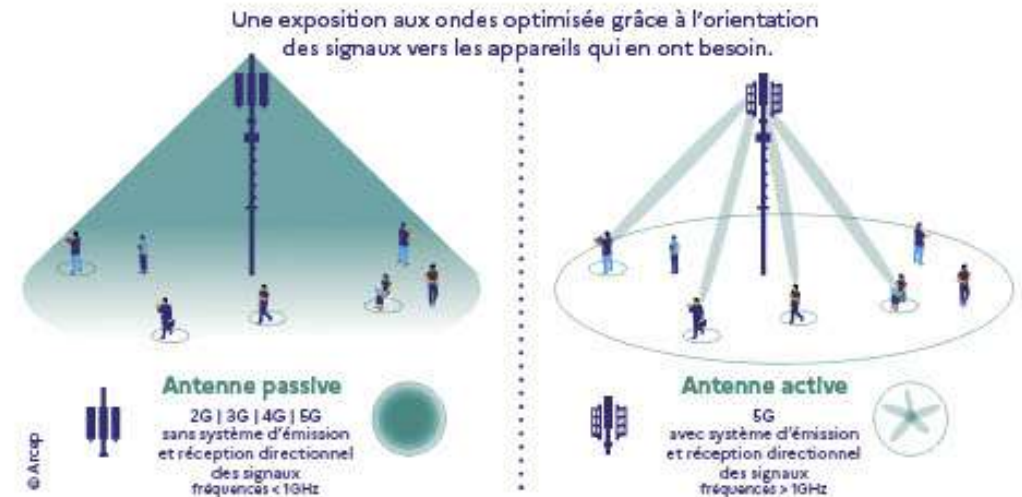 Une exposition aux ondes optimisée grâce à l'orientation
des signaux vers les appareils qui en ont besoin.
Antenne passive
2G | 3G | 4G | 5G
sans système d'émission
et réception directionnel
des signaux
fréquences < 1GHz
Antenne active
5G
avec système d'émission
et réception directionnel
des signaux
fréquences > 1GHz
© Arcep